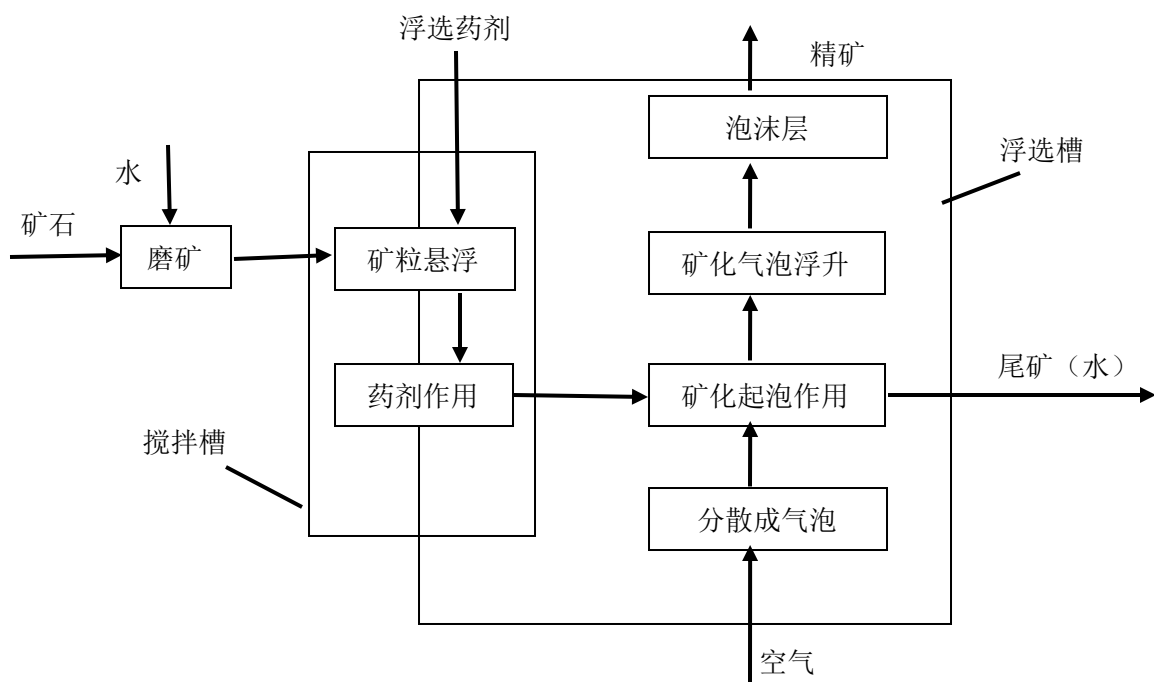 浮选药剂
精矿
泡沫层
浮选槽
水
矿石
磨矿
矿粒悬浮
矿化气泡浮升
尾矿（水）
药剂作用
矿化起泡作用
搅拌槽
分散成气泡
空气